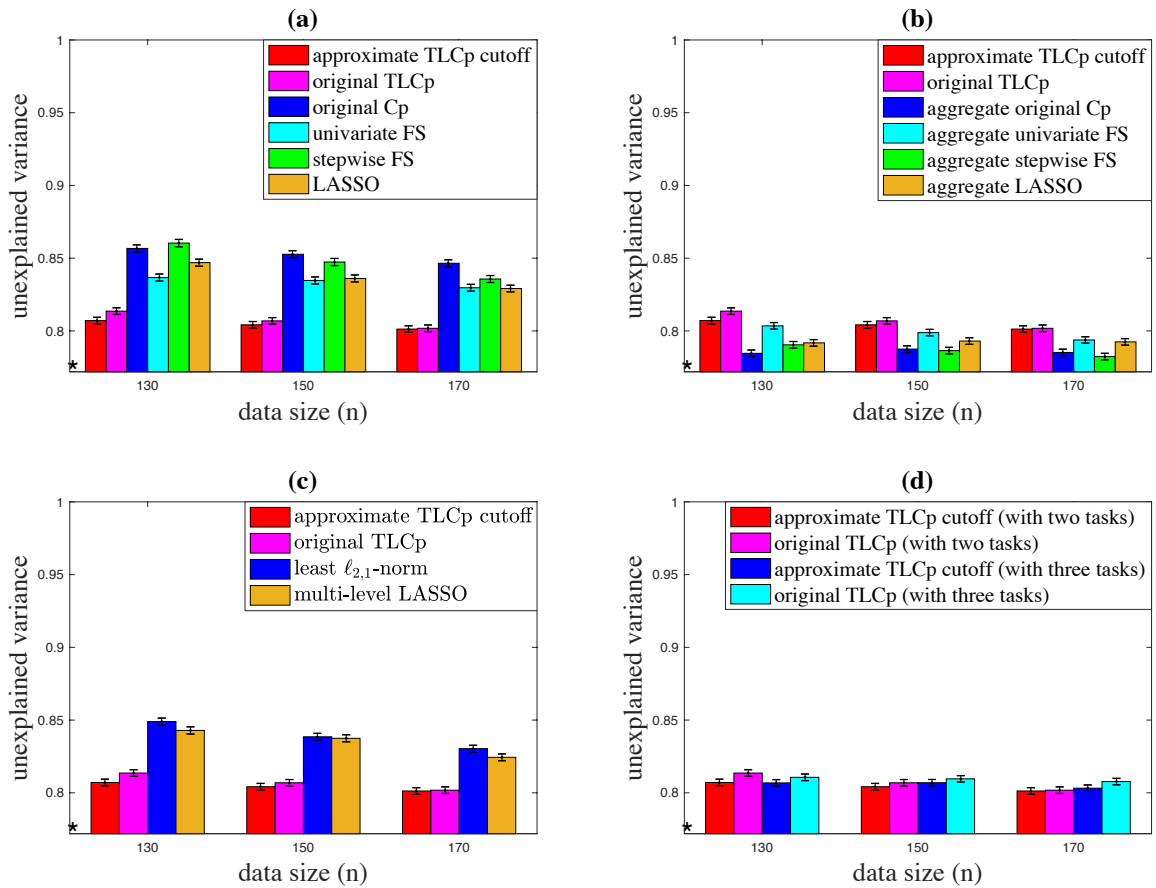 (a)
unexplained variance
1
0.95
0.9
0.85
0.8
*
approximate TLCp cutoff
original TLCp
original Cp
univariate FS
stepwise FS
LASSO
130 150 170
data size (n)
(b)
unexplained variance
1
0.95
0.9
0.85
0.8
*
approximate TLCp cutoff
original TLCp
aggregate original Cp
aggregate univariate FS
aggregate stepwise FS
aggregate LASSO
130 150 170
data size (n)
(c)
unexplained variance
1
0.95
0.9
0.85
0.8
*
approximate TLCp cutoff
original TLCp
least ℓ2,1-norm
multi-level LASSO
130 150 170
data size (n)
(d)
unexplained variance
1
0.95
0.9
0.85
0.8
*
approximate TLCp cutoff (with two tasks)
original TLCp (with two tasks)
approximate TLCp cutoff (with three tasks)
original TLCp (with three tasks)
130 150 170
data size (n)